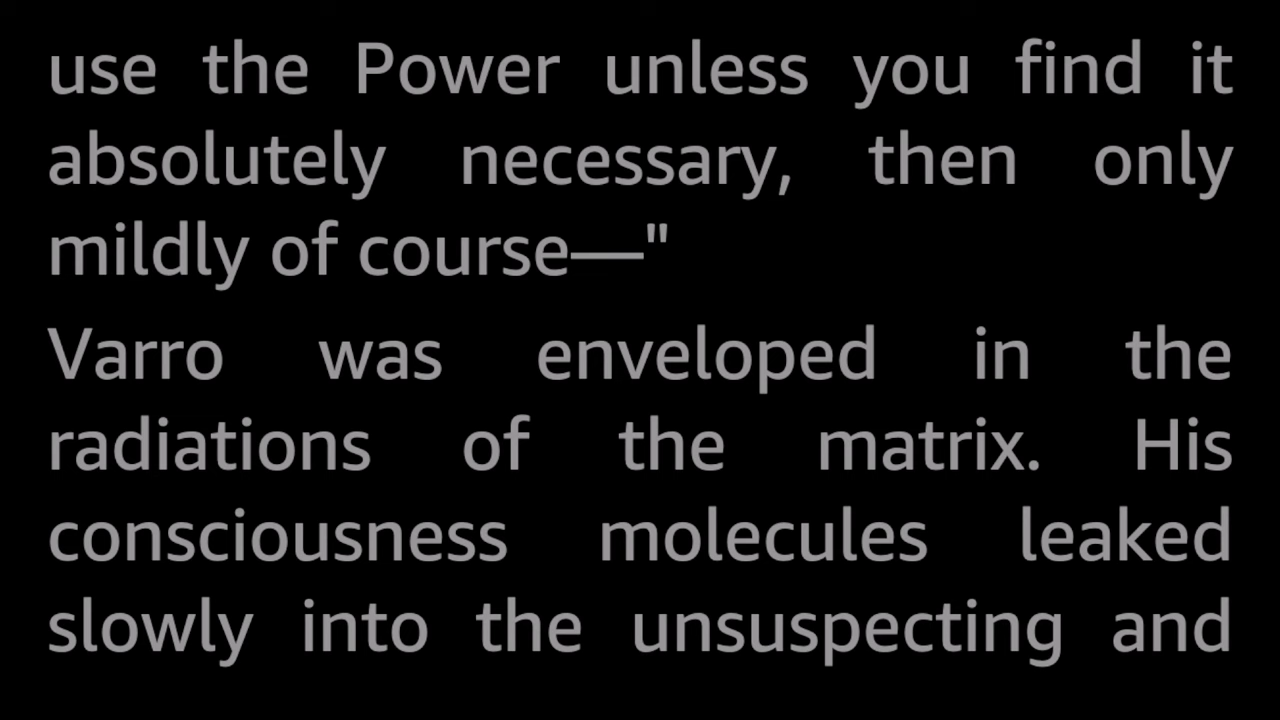 use the Power unless you find it
absolutely necessary, then only
mildly of course—"
Varro was enveloped in the
radiations of the matrix. His
consciousness molecules leaked
slowly into the unsuspecting and